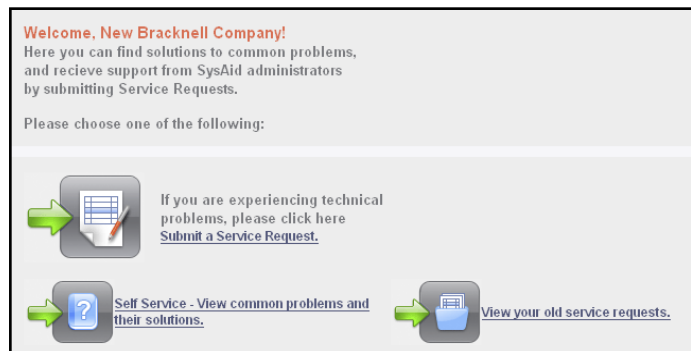 Welcome, New Bracknell Company!
Here you can find solutions to common problems,
and recieve support from SysAid administrators
by submitting Service Requests.
Please choose one of the following:
If you are experiencing technical
problems, please click here
Submit a Service Request.
Self Service - View common problems and
their solutions.
View your old service requests.